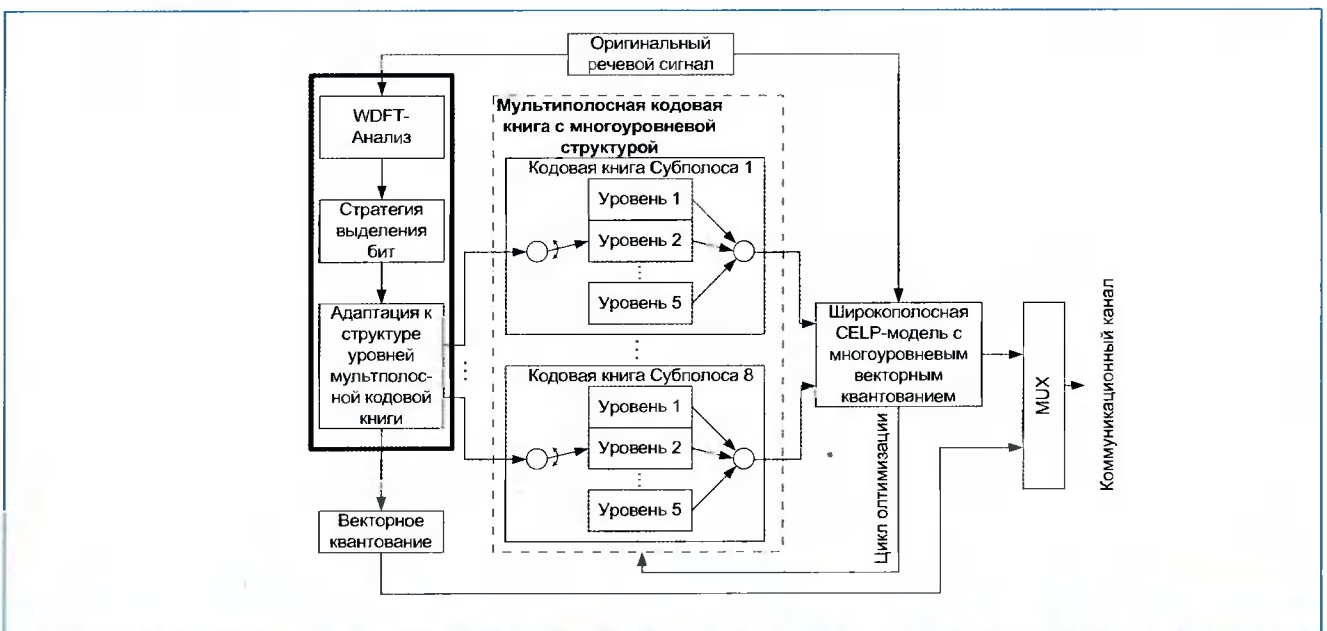 Оригинальный
речевой сигнал
WDFT-
Анализ
Стратегия
выделения
бит
Адаптация к
структуре
уровней
мультполос-
ной кодовой
книги
Векторное
квантование
Мультиполосная кодовая
книга с многоуровневой
структурой
Кодовая книга Субполоса 1
Уровень 1
Уровень 2
Уровень 5
Кодовая книга Субполоса 8
Уровень 1
Уровень 2
Уровень 5
Широкополосная
CELP-модель с
многоуровневым
векторным
квантованием
Цикл оптимизации
MUX
Коммуникационный канал